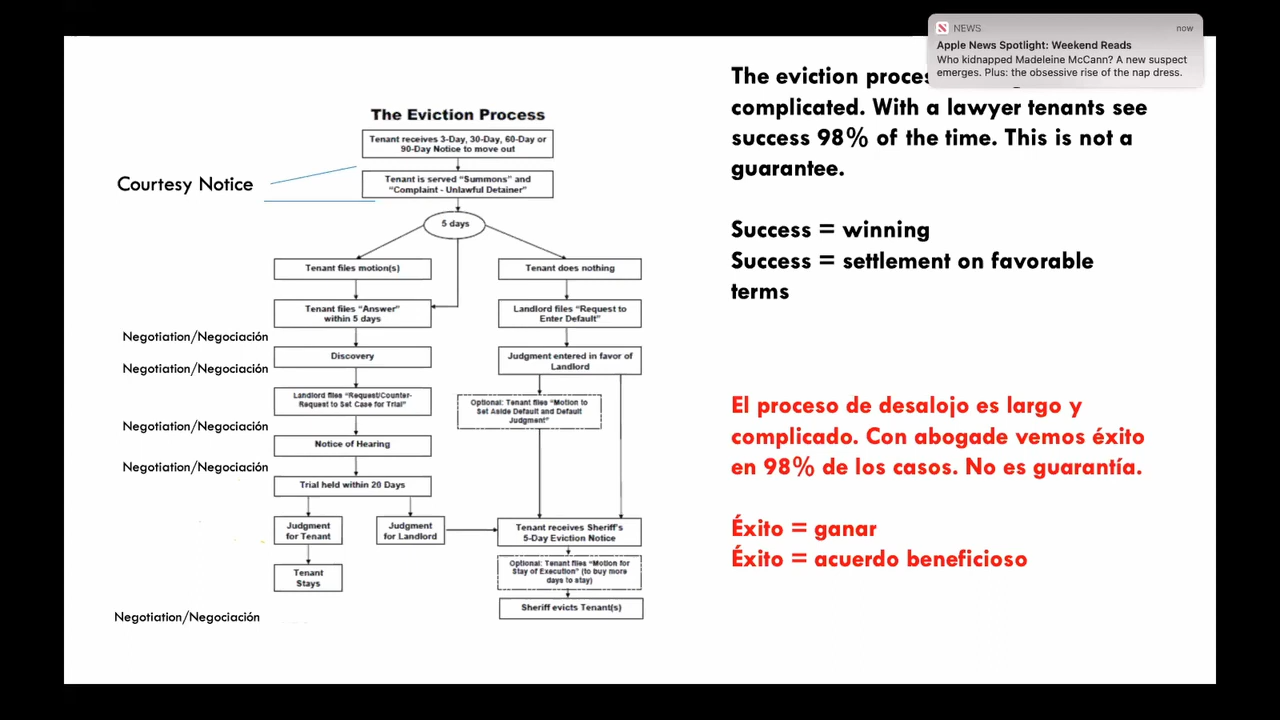 NEWS
now
Apple News Spotlight: Weekend Reads
Who kidnapped Madeleine McCann? A new suspect
emerges. Plus: the obsessive rise of the nap dress.
The eviction
complicated. With a lawyer tenants see
success 98% of the time. This is not a
guarantee.
Success = winning
Success = settlement on favorable
terms
El proceso de desalojo es largo y
complicado. Con abogade vemos éxito
en 98% de los casos. No es guarantía.
Éxito = ganar
Éxito = acuerdo beneficioso
The Eviction Process
Tenant receives 3-Day, 30-Day, 60-Day or
90-Day Notice to move out
Courtesy Notice
Tenant is served "Summons" and
"Complaint - Unlawful Detainer"
5 days
Tenant files motion(s)
Tenant does nothing
Tenant files "Answer"
within 5 days
Landlord files "Request to
Enter Default"
Negotiation/Negociación
Discovery
Judgment entered in favor of
Landlord
Negotiation/Negociación
Landlord files "Request/Counter-
Request to Set Case for Trial"
Optional: Tenant files "Motion to
Set Aside Default and Default
Judgment"
Negotiation/Negociación
Notice of Hearing
Negotiation/Negociación
Trial held within 20 Days
Judgment
for Tenant
Judgment
for Landlord
Tenant receives Sheriff's
5-Day Eviction Notice
Tenant
Stays
Optional: Tenant files "Motion for
Stay of Execution" (to buy more
days to stay)
Sheriff evicts Tenant(s)
Negotiation/Negociación